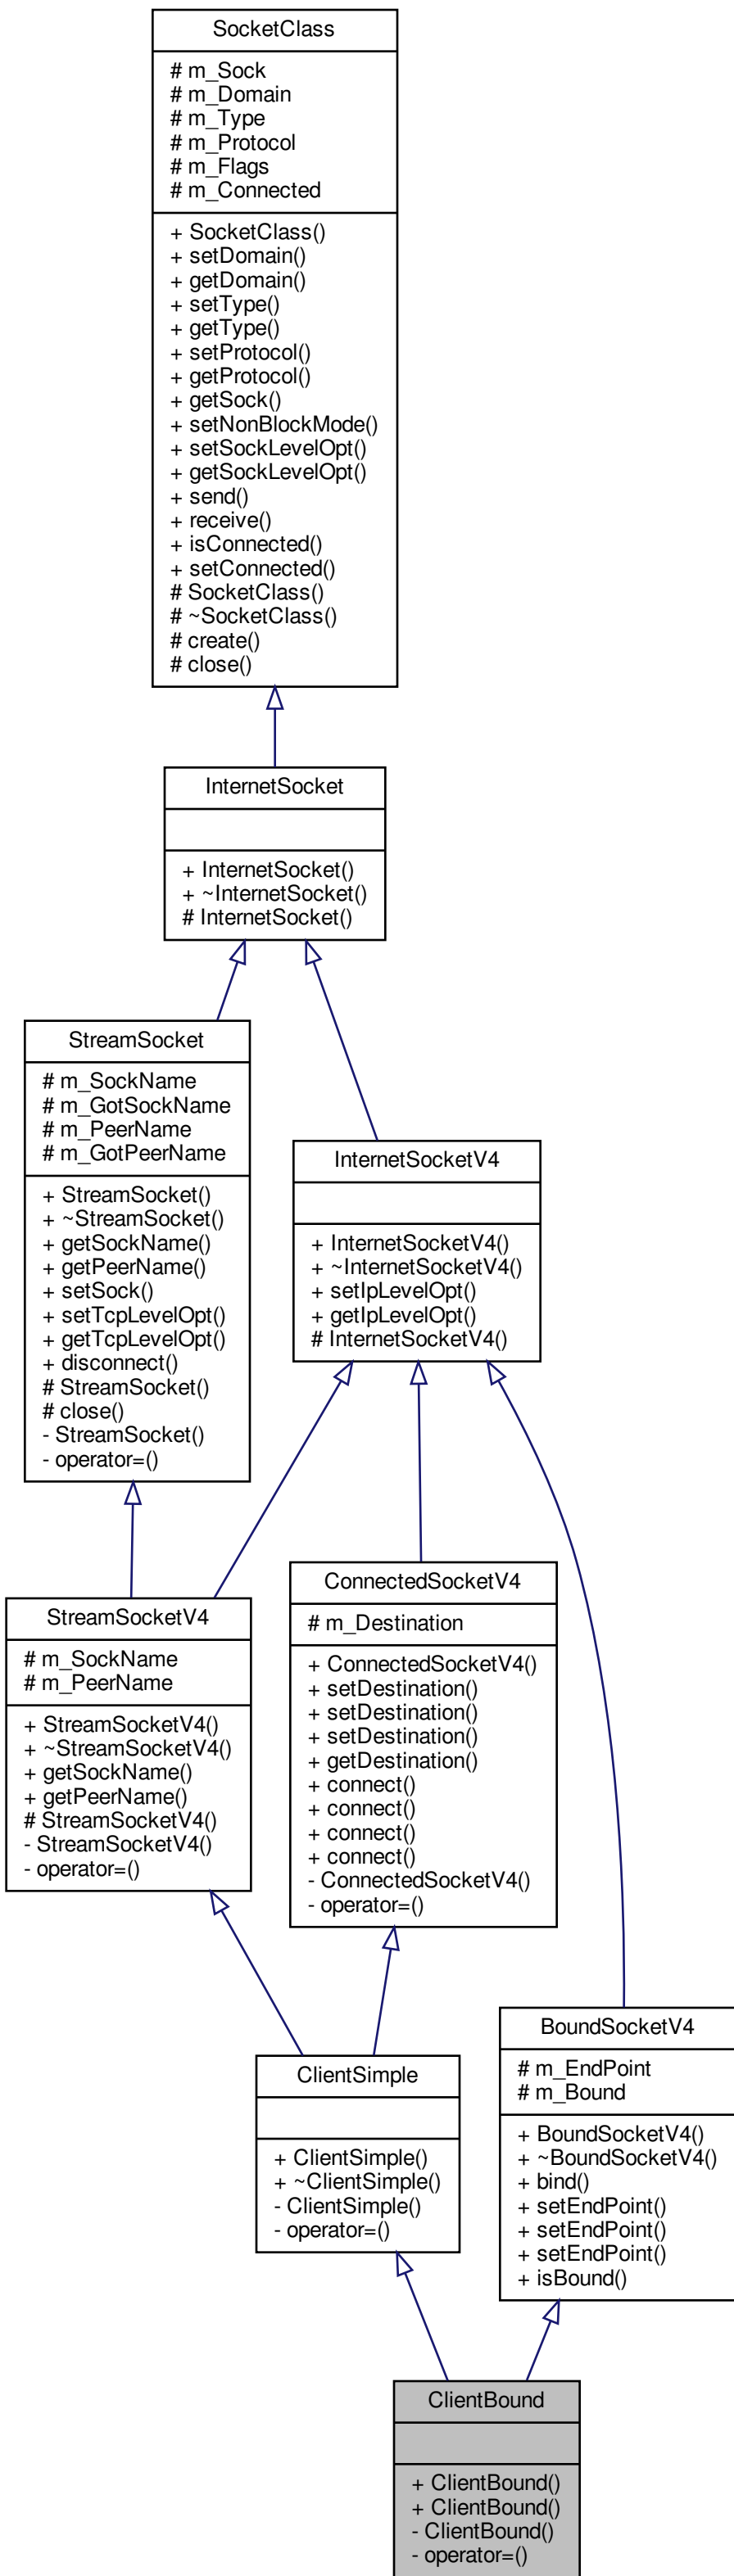 SocketClass
# m_Sock
# m_Domain
# m_Type
# m_Protocol
# m_Flags
# m_Connected
+ SocketClass()
+ setDomain()
+ getDomain()
+ setType()
+ getType()
+ setProtocol()
+ getProtocol()
+ getSock()
+ setNonBlockMode()
+ setSockLevelOpt()
+ getSockLevelOpt()
+ send()
+ receive()
+ isConnected()
+ setConnected()
# SocketClass()
# ~SocketClass()
# create()
# close()
InternetSocket
+ InternetSocket()
+ ~InternetSocket()
# InternetSocket()
StreamSocket
# m_SockName
# m_GotSockName
# m_PeerName
# m_GotPeerName
+ StreamSocket()
+ ~StreamSocket()
+ getSockName()
+ getPeerName()
+ setSock()
+ setTcpLevelOpt()
+ getTcpLevelOpt()
+ disconnect()
# StreamSocket()
# close()
- StreamSocket()
- operator=()
InternetSocketV4
+ InternetSocketV4()
+ ~InternetSocketV4()
+ setIpLevelOpt()
+ getIpLevelOpt()
# InternetSocketV4()
StreamSocketV4
# m_SockName
# m_PeerName
+ StreamSocketV4()
+ ~StreamSocketV4()
+ getSockName()
+ getPeerName()
# StreamSocketV4()
- StreamSocketV4()
- operator=()
ConnectedSocketV4
# m_Destination
+ ConnectedSocketV4()
+ setDestination()
+ setDestination()
+ setDestination()
+ getDestination()
+ connect()
+ connect()
+ connect()
+ connect()
- ConnectedSocketV4()
- operator=()
ClientSimple
+ ClientSimple()
+ ~ClientSimple()
- ClientSimple()
- operator=()
BoundSocketV4
# m_EndPoint
# m_Bound
+ BoundSocketV4()
+ ~BoundSocketV4()
+ bind()
+ setEndPoint()
+ setEndPoint()
+ setEndPoint()
+ isBound()
ClientBound
+ ClientBound()
+ ClientBound()
- ClientBound()
- operator=()